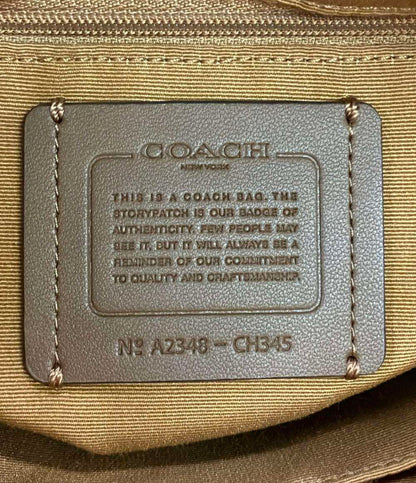 COACH
NEW YORK
THIS IS A COACH BAG. THE
STORYPATCH IS OUR BADGE OF
AUTHENTICITY. FEW PEOPLE MAY
SEE IT, BUT IT WILL ALWAYS BE A
REMINDER OF OUR COMMITMENT
TO QUALITY AND CRAFTSMANSHIP.
Nº A2348 – CH345